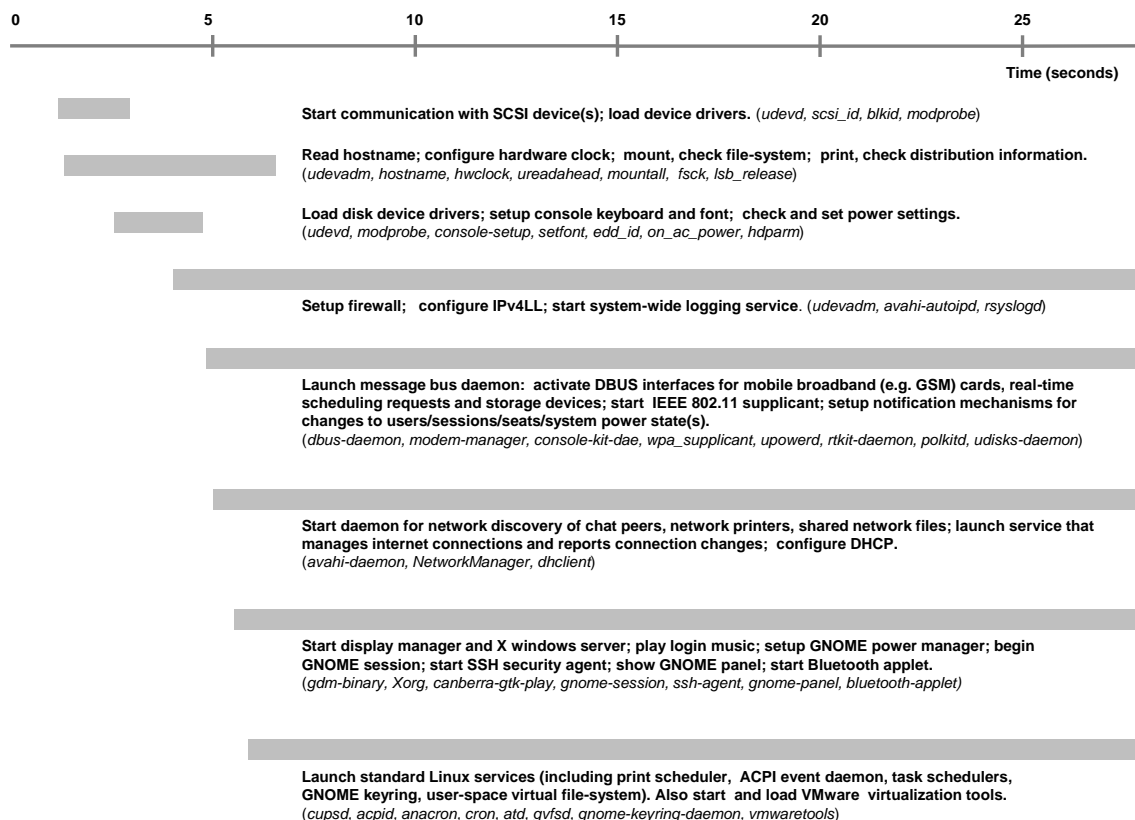 0 5 10 15 20 25
Time (seconds)
Start communication with SCSI device(s); load device drivers. (udevd, scsi_id, blkid, modprobe)
Read hostname; configure hardware clock; mount, check file-system; print, check distribution information.
(udevadm, hostname, hwclock, ureadahead, mountall, fsck, lsb_release)
Load disk device drivers; setup console keyboard and font; check and set power settings.
(udevd, modprobe, console-setup, setfont, edd_id, on_ac_power, hdparm)
Setup firewall; configure IPv4LL; start system-wide logging service. (udevadm, avahi-autoipd, rsyslogd)
Launch message bus daemon: activate DBUS interfaces for mobile broadband (e.g. GSM) cards, real-time
scheduling requests and storage devices; start IEEE 802.11 supplicant; setup notification mechanisms for
changes to users/sessions/seats/system power state(s).
(dbus-daemon, modem-manager, console-kit-dae, wpa_supplicant, upowerd, rtkit-daemon, polkitd, udisks-daemon)
Start daemon for network discovery of chat peers, network printers, shared network files; launch service that
manages internet connections and reports connection changes; configure DHCP.
(avahi-daemon, NetworkManager, dhclient)
Start display manager and X windows server; play login music; setup GNOME power manager; begin
GNOME session; start SSH security agent; show GNOME panel; start Bluetooth applet.
(gdm-binary, Xorg, canberra-gtk-play, gnome-session, ssh-agent, gnome-panel, bluetooth-applet)
Launch standard Linux services (including print scheduler, ACPI event daemon, task schedulers,
GNOME keyring, user-space virtual file-system). Also start and load VMware virtualization tools.
(cupsd, acpid, anacron, cron, atd, gvfsd, gnome-keyring-daemon, vmwaretools)